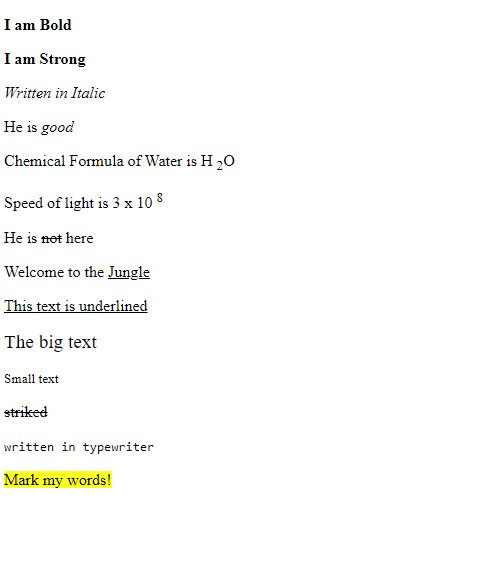 I am Bold
I am Strong
Written in Italic
He is good
Chemical Formula of Water is H 2O
Speed of light is 3 x 10 8
He is not here
Welcome to the Jungle
This text is underlined
The big text
Small text
striked
written in typewriter
Mark my words!